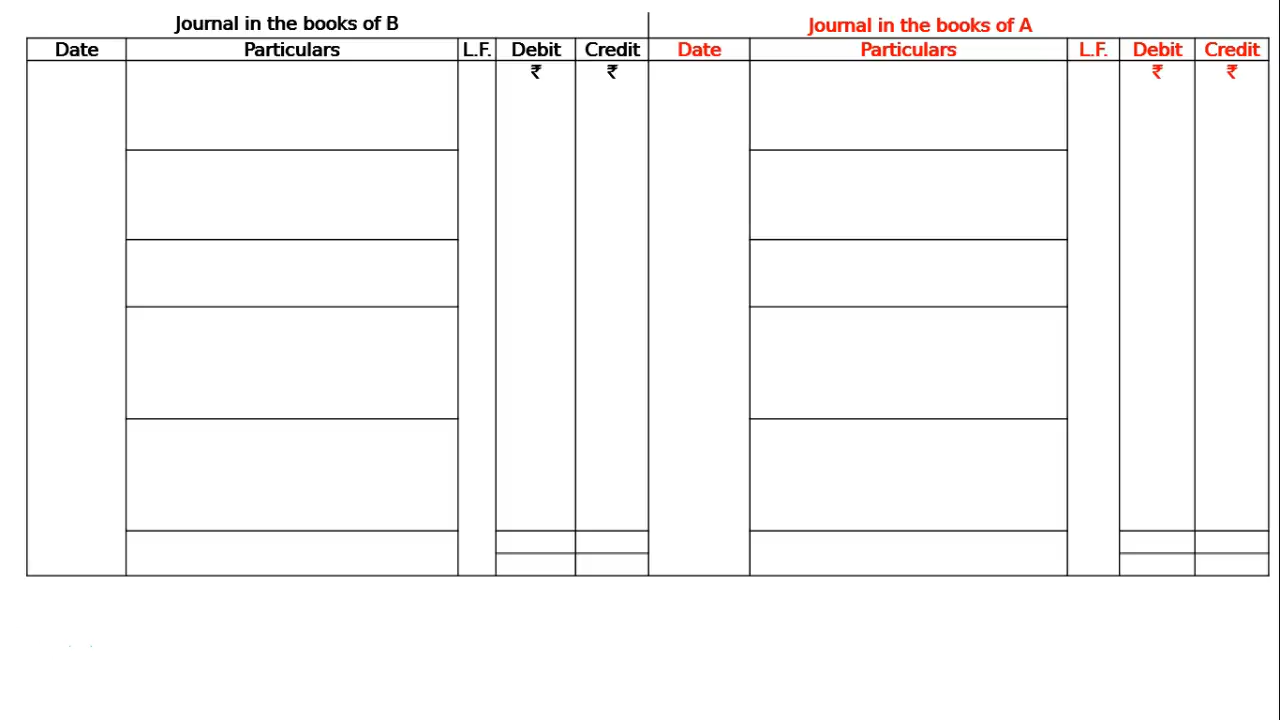 Journal in the books of B
Journal in the books of A
Date Particulars L.F. Debit Credit Date Particulars L.F. Debit Credit
₹ ₹ ₹ ₹